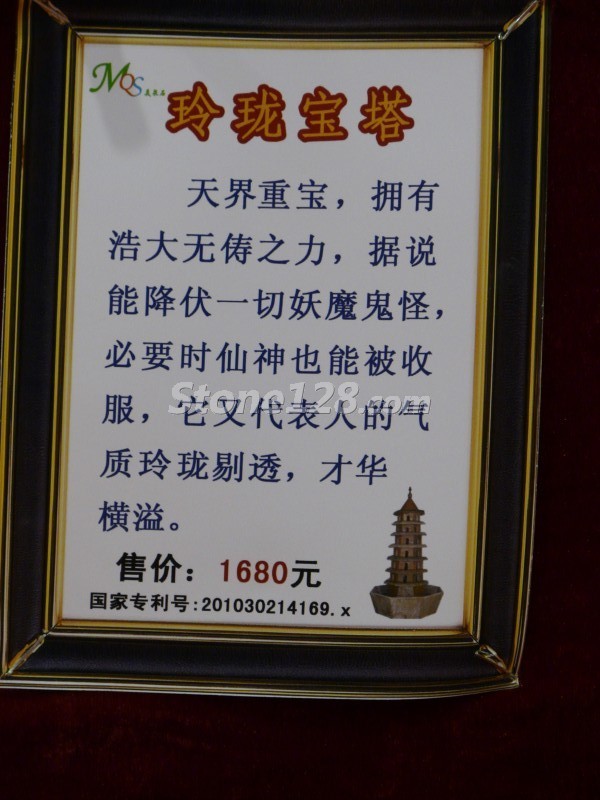 MQS
玲珑宝塔
天界重宝，拥有
浩大无俦之力，据说
能降伏一切妖魔鬼怪，
必要时仙神也能被收
服，它又代表人的气
质玲珑剔透，才华
横溢。
售价：1680元
国家专利号:201030214169.x
Stone128.com